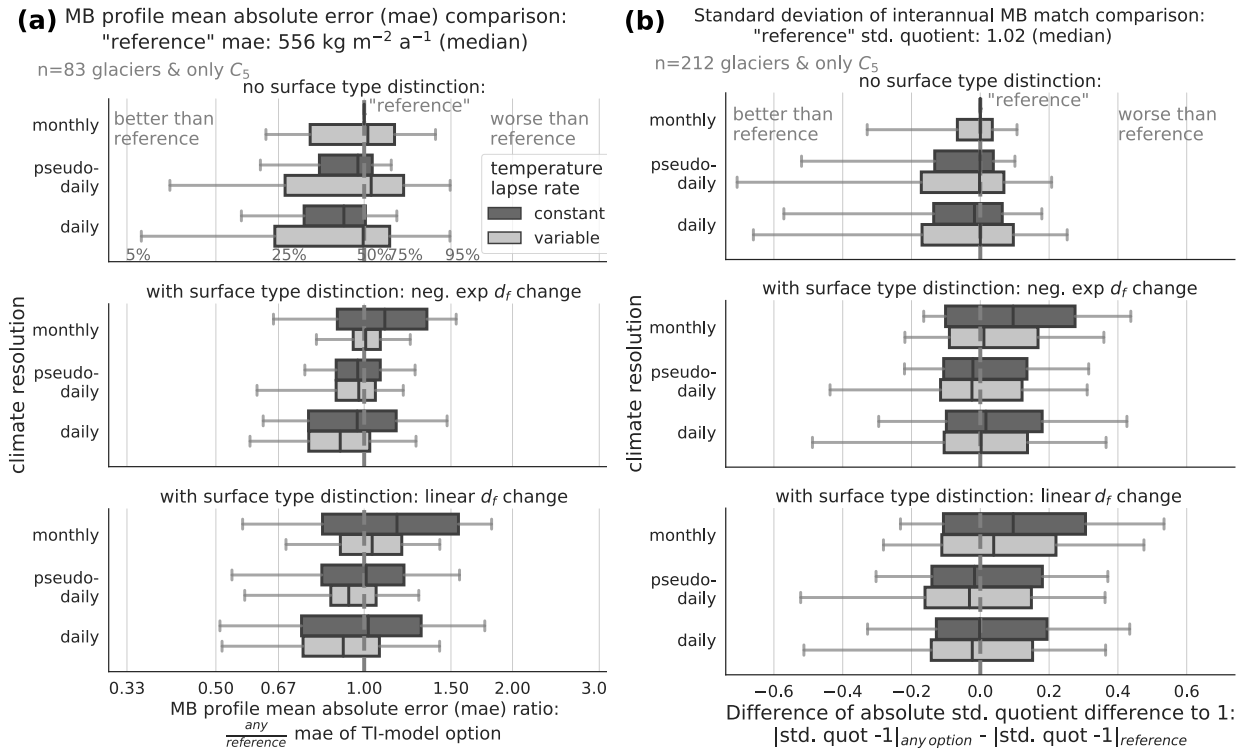 (a) MB profile mean absolute error (mae) comparison:
"reference" mae: 556 kg m⁻² a⁻¹ (median)
n=83 glaciers & only C₅
no surface type distinction:
"reference"
better than
reference
worse than
reference
monthly
pseudo-
daily
daily
temperature
lapse rate
constant
variable
5%
25%
50%
75%
95%
with surface type distinction: neg. exp d_f change
monthly
pseudo-
daily
daily
climate resolution
with surface type distinction: linear d_f change
monthly
pseudo-
daily
daily
0.33 0.50 0.67 1.00 1.50 2.00 3.0
MB profile mean absolute error (mae) ratio:
any/reference mae of TI-model option
(b) Standard deviation of interannual MB match comparison:
"reference" std. quotient: 1.02 (median)
n=212 glaciers & only C₅
no surface type distinction:
"reference"
better than
reference
worse than
reference
monthly
pseudo-
daily
daily
with surface type distinction: neg. exp d_f change
monthly
pseudo-
daily
daily
climate resolution
with surface type distinction: linear d_f change
monthly
pseudo-
daily
daily
−0.6 −0.4 −0.2 0.0 0.2 0.4 0.6
Difference of absolute std. quotient difference to 1:
|std. quot -1|_any option - |std. quot -1|_reference